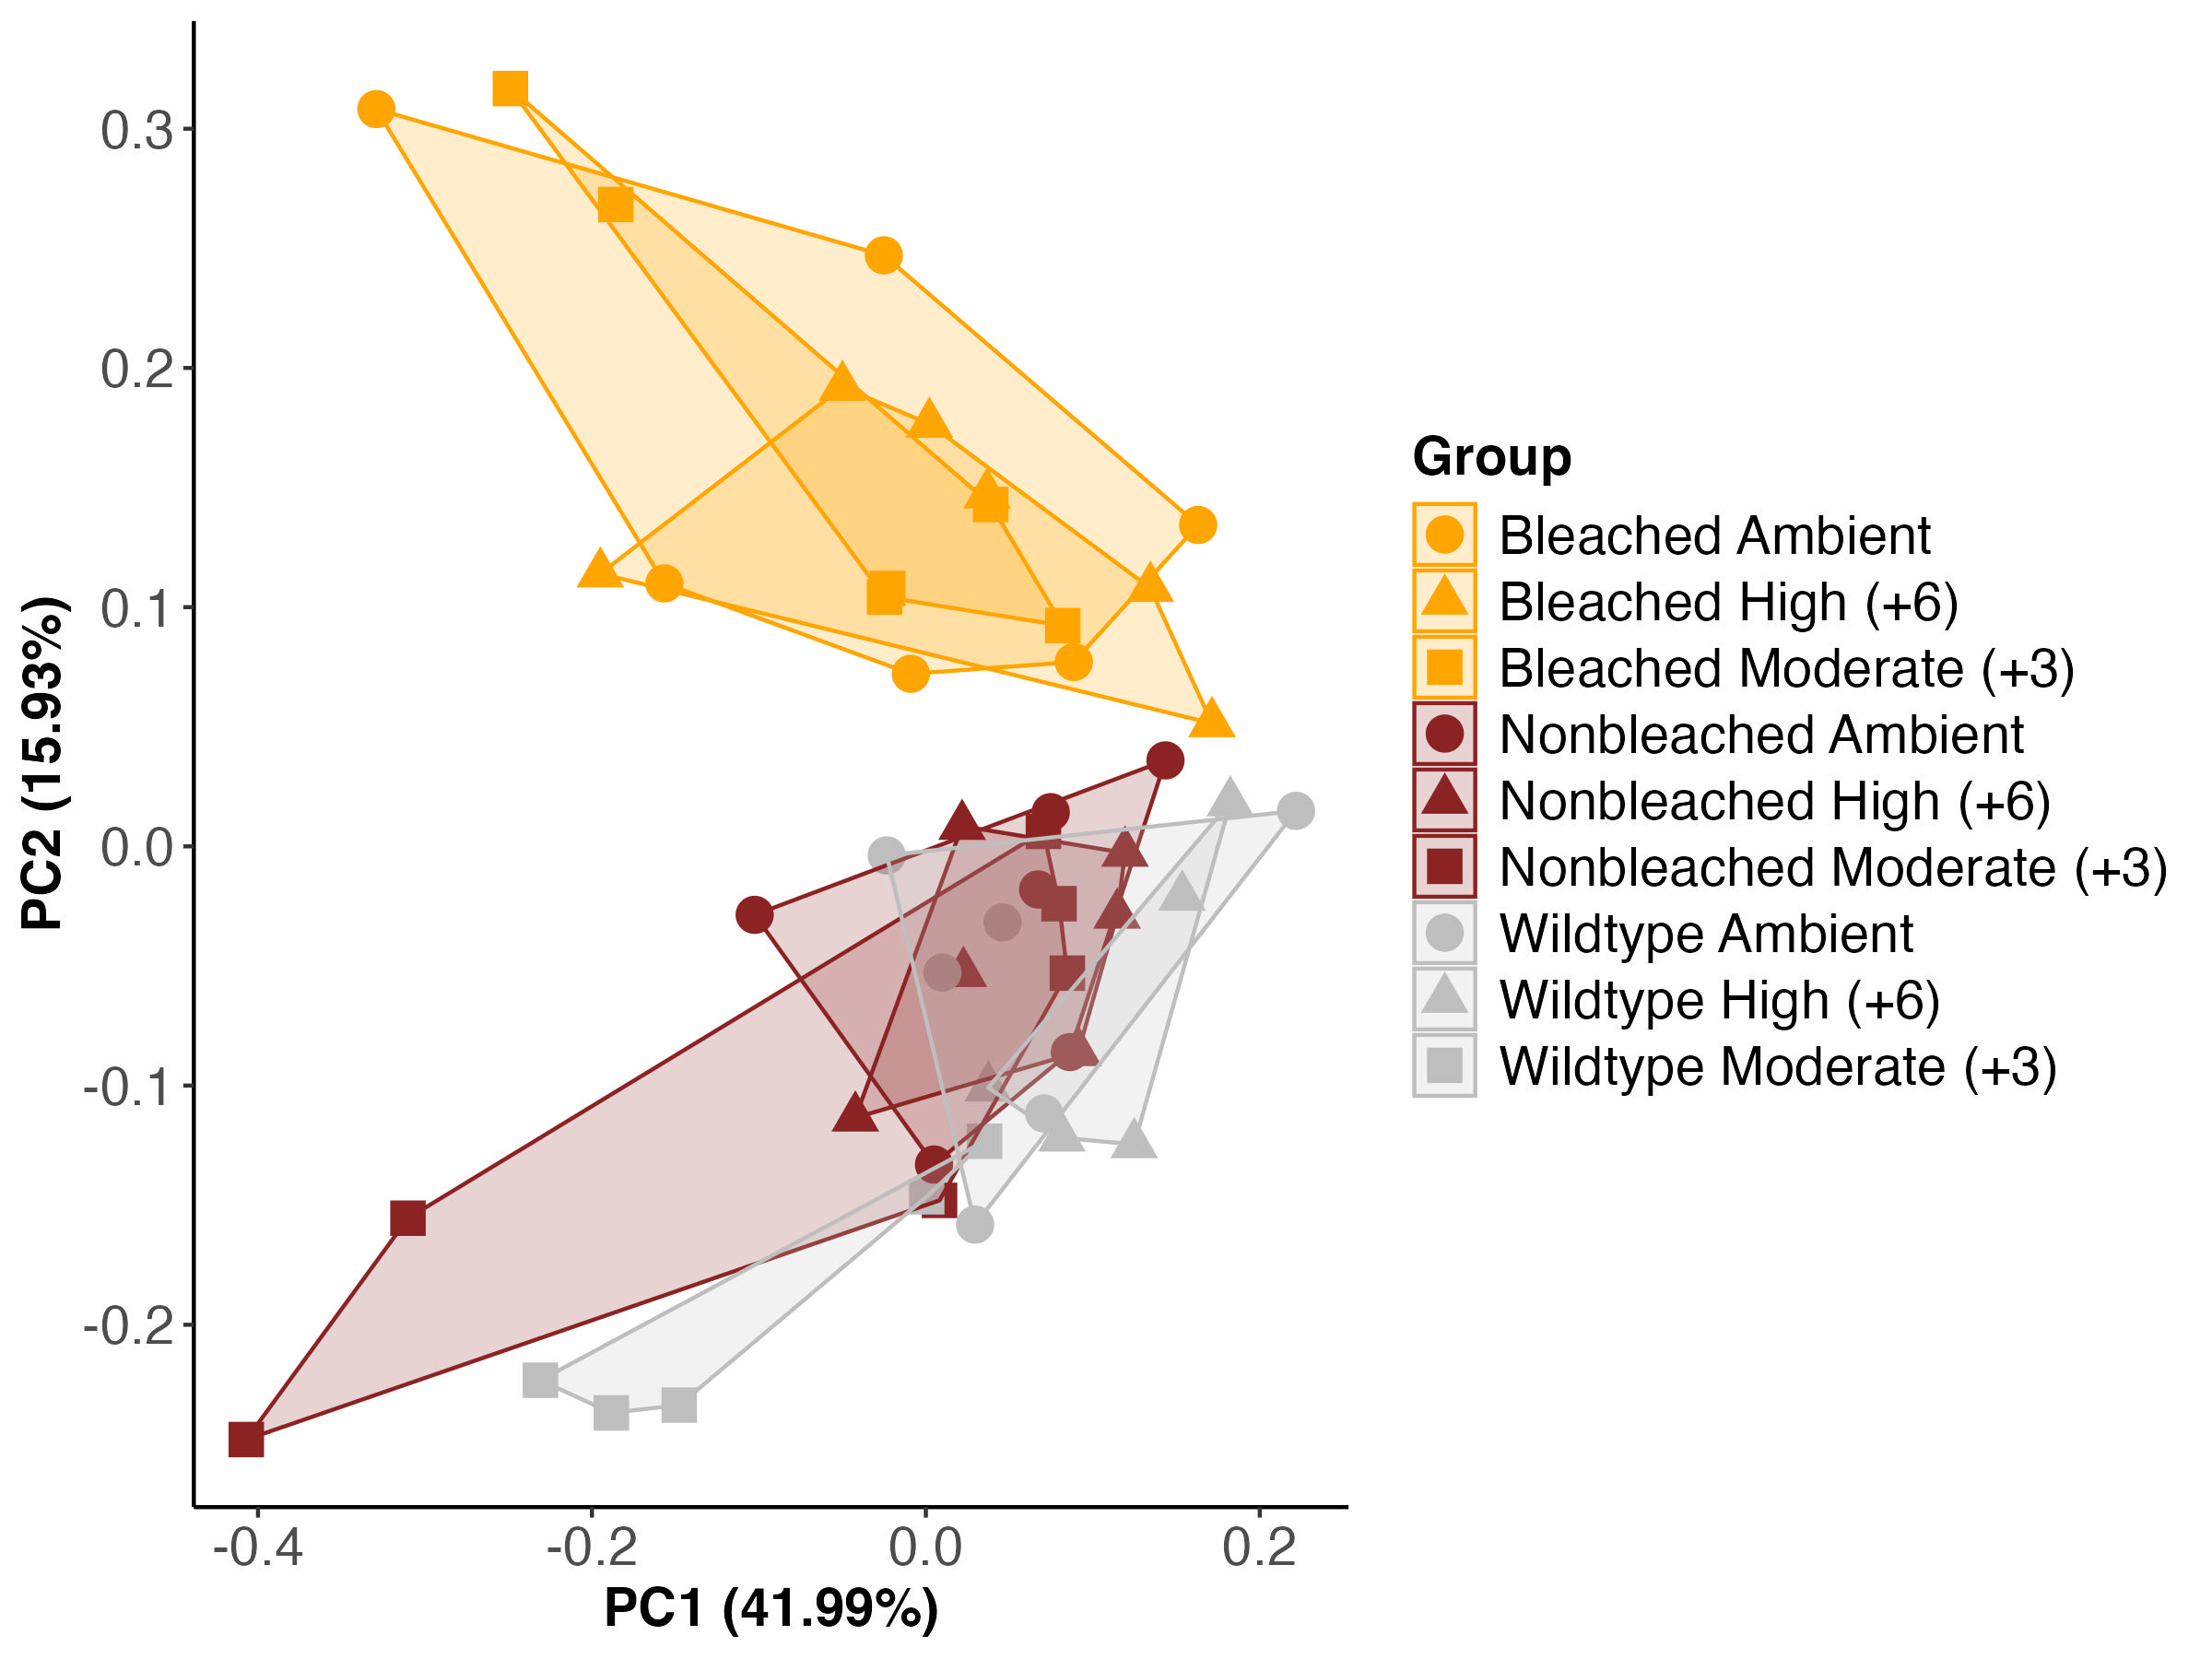 0.3
0.2
0.1
0.0
-0.1
-0.2
PC2 (15.93%)
-0.4
-0.2
0.0
0.2
PC1 (41.99%)
Group
Bleached Ambient
Bleached High (+6)
Bleached Moderate (+3)
Nonbleached Ambient
Nonbleached High (+6)
Nonbleached Moderate (+3)
Wildtype Ambient
Wildtype High (+6)
Wildtype Moderate (+3)